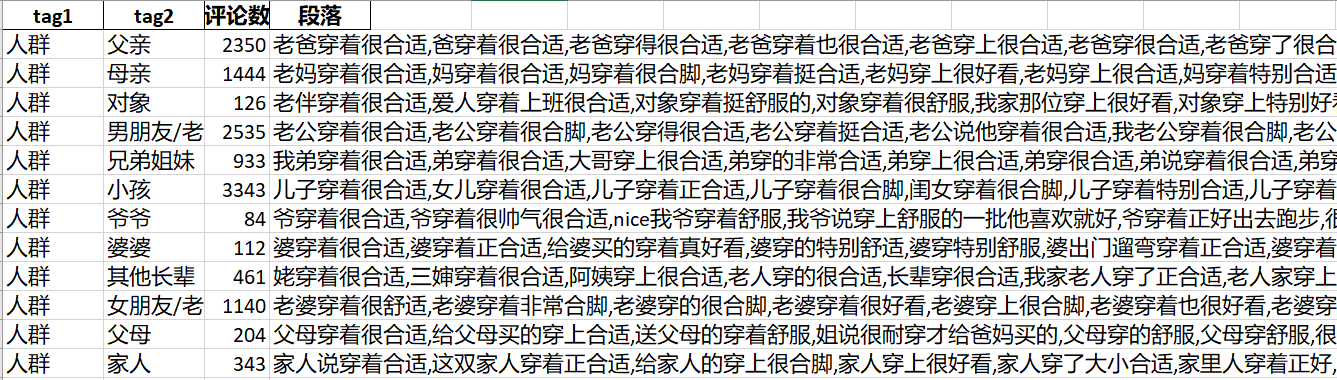 tag1 tag2 评论数 段落
人群 父亲 2350 老爸穿着很合适,爸穿着很合适,老爸穿得很合适,老爸穿着也很合适,老爸穿上很合适,老爸穿很合适,老爸穿了很合
人群 母亲 1444 老妈穿着很合适,妈穿着很合适,妈穿着很合脚,老妈穿着挺合适,老妈穿上很好看,老妈穿上很合适,妈穿着特别合适
人群 对象 126 老伴穿着很合适,爱人穿着上班很合适,对象穿着挺舒服的,对象穿着很舒服,我家那位穿上很好看,对象穿上特别好
人群 男朋友/老 2535 老公穿着很合适,老公穿着很合脚,老公穿得很合适,老公穿着挺合适,老公说他穿着很合适,我老公穿着很合脚,老公
人群 兄弟姐妹 933 我弟穿着很合适,弟穿着很合适,大哥穿上很合适,弟穿的非常合适,弟穿上很合适,弟穿很合适,弟说穿着很合适,弟穿
人群 小孩 3343 儿子穿着很合适,女儿穿着很合适,儿子穿着正合适,儿子穿着很合脚,闺女穿着很合脚,儿子穿着特别合适,儿子穿着
人群 爷爷 84 爷穿着很合适,爷穿着很帅气很合适,nice我爷穿着舒服,我爷说穿上舒服的一批他喜欢就好,爷穿着正好出去跑步,很
人群 婆婆 112 婆穿着很合适,婆穿着正合适,给婆买的穿着真好看,婆穿的特别舒适,婆穿特别舒服,婆出门遛弯穿着正合适,婆穿着
人群 其他长辈 461 姥穿着很合适,三婶穿着很合适,阿姨穿上很合适,老人穿的很合适,长辈穿很合适,我家老人穿了正合适,老人家穿上
人群 女朋友/老 1140 老婆穿着很舒适,老婆穿着非常合脚,老婆穿的很合脚,老婆穿着很好看,老婆穿上很合脚,老婆穿着也很好看,老婆穿
人群 父母 204 父母穿着很合适,给父母买的穿上合适,送父母的穿着舒服,姐说很耐穿才给爸妈买的,父母穿的舒服,父母穿舒服,很
人群 家人 343 家人说穿着合适,这双家人穿着正合适,给家人的穿上很合脚,家人穿上很好看,家人穿了大小合适,家里人穿着正好,